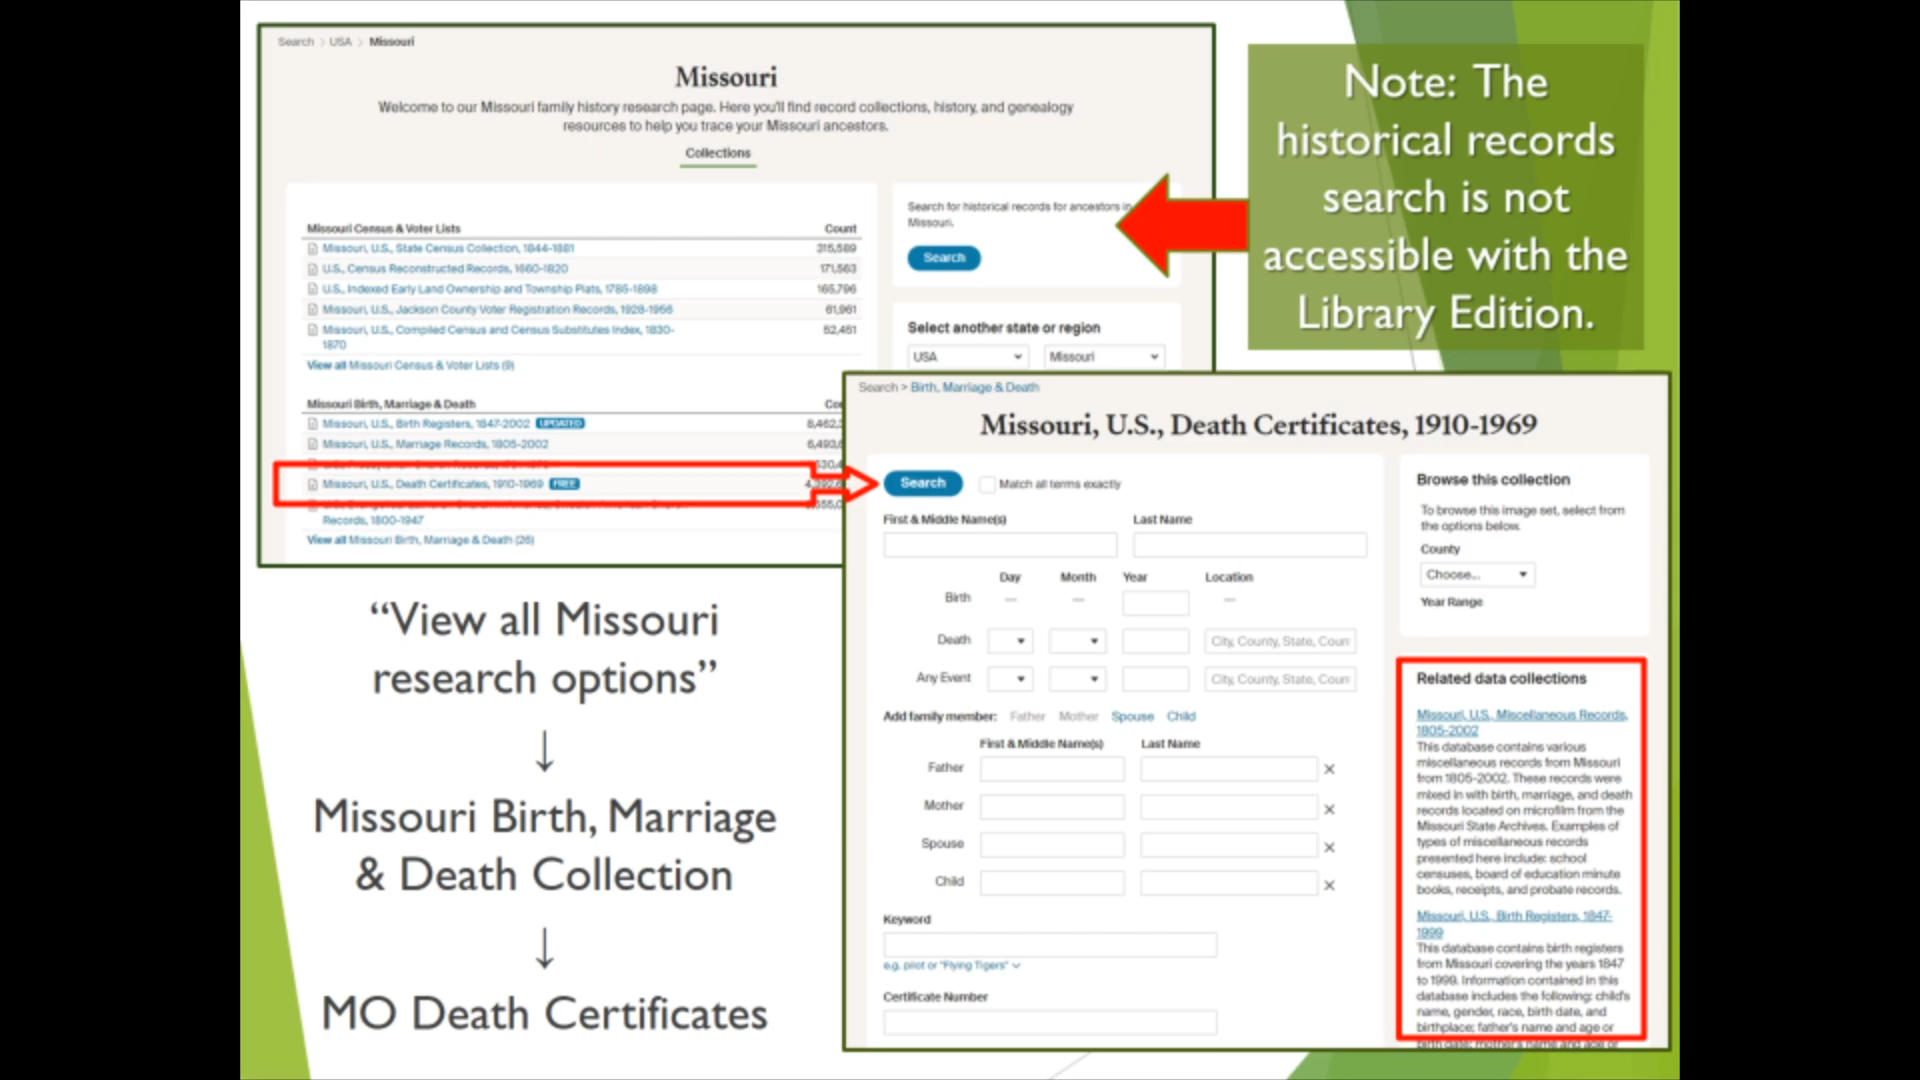 Search > USA > Missouri
Missouri
Welcome to our Missouri family history research page. Here you'll find record collections, history, and genealogy
resources to help you trace your Missouri ancestors.
Collections
Missouri Census & Voter Lists Count
Missouri, U.S., State Census Collection, 1844-1881 315,589
U.S., Census Reconstructed Records, 1660-1820 171,563
U.S., Indexed Early Land Ownership and Township Plats, 1785-1898 165,796
Missouri, U.S., Jackson County Voter Registration Records, 1928-1956 61,961
Missouri, U.S., Compiled Census and Census Substitutes Index, 1830-
1870 52,451
View all Missouri Census & Voter Lists (9)
Missouri Birth, Marriage & Death
Missouri, U.S., Birth Registers, 1847-2002 UPDATED
Missouri, U.S., Marriage Records, 1805-2002
Missouri, U.S., Death Certificates, 1910-1969 FREE
Records, 1800-1947
View all Missouri Birth, Marriage & Death (26)
Search for historical records for ancestors in
Missouri.
Search
Select another state or region
USA Missouri
Note: The
historical records
search is not
accessible with the
Library Edition.
“View all Missouri
research options”
↓
Missouri Birth, Marriage
& Death Collection
↓
MO Death Certificates
Search > Birth, Marriage & Death
Missouri, U.S., Death Certificates, 1910-1969
Search Match all terms exactly
First & Middle Name(s) Last Name
Day Month Year Location
Birth — — —
Death City, County, State, Coun
Any Event City, County, State, Coun
Add family member: Father Mother Spouse Child
First & Middle Name(s) Last Name
Father ×
Mother ×
Spouse ×
Child ×
Keyword
e.g. pilot or "Flying Tigers"
Certificate Number
Browse this collection
To browse this image set, select from
the options below.
County
Choose...
Year Range
Related data collections
Missouri, U.S., Miscellaneous Records,
1805-2002
This database contains various
miscellaneous records from Missouri
from 1805-2002. These records were
mixed in with birth, marriage, and death
records located on microfilm from the
Missouri State Archives. Examples of
types of miscellaneous records
presented here include: school
censuses, board of education minute
books, receipts, and probate records.
Missouri, U.S., Birth Registers, 1847-
1999
This database contains birth registers
from Missouri covering the years 1847
to 1999. Information contained in this
database includes the following: child's
name, gender, race, birth date, and
birthplace; father's name and age or